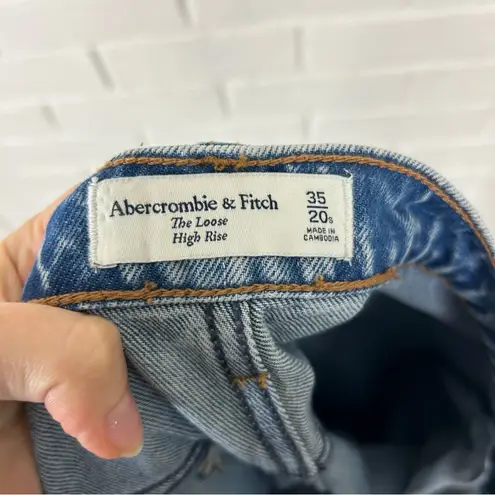 Abercrombie & Fitch
The Loose
High Rise
35
20s
MADE IN
CAMBODIA